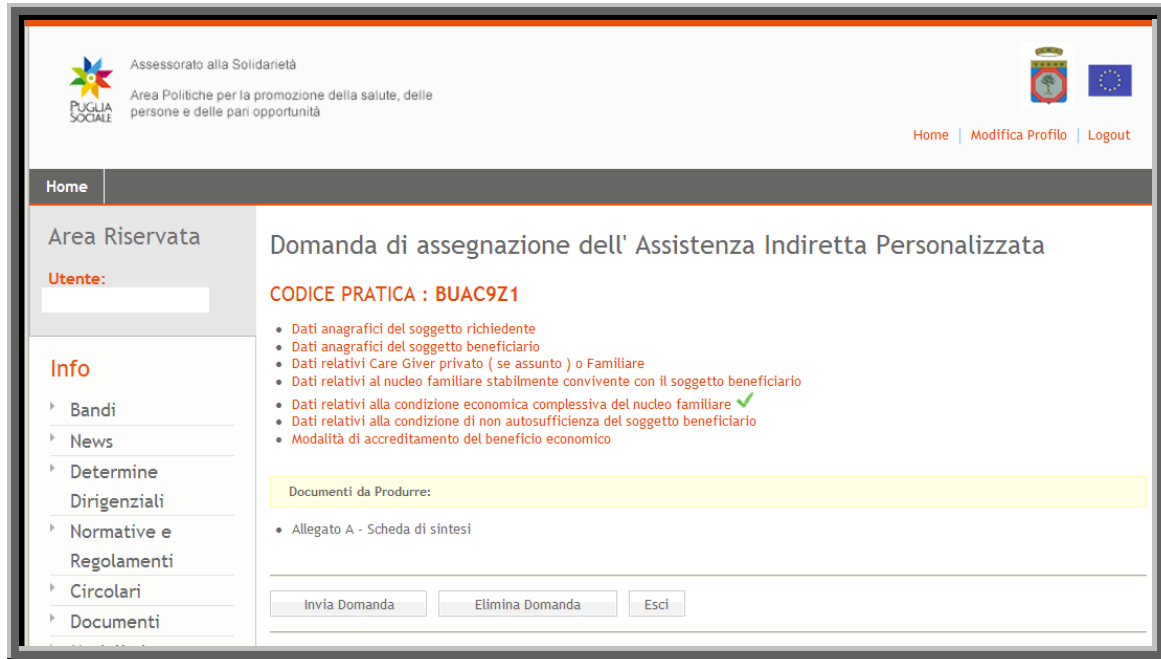 Assessorato alla Solidarietà
Area Politiche per la promozione della salute, delle
persone e delle pari opportunità
PUGLIA
SOCIALE
Home | Modifica Profilo | Logout
Home
Area Riservata
Utente:
Info
Bandi
News
Determine
Dirigenziali
Normative e
Regolamenti
Circolari
Documenti
Domanda di assegnazione dell' Assistenza Indiretta Personalizzata
CODICE PRATICA : BUAC9Z1
Dati anagrafici del soggetto richiedente
Dati anagrafici del soggetto beneficiario
Dati relativi Care Giver privato ( se assunto ) o Familiare
Dati relativi al nucleo familiare stabilmente convivente con il soggetto beneficiario
Dati relativi alla condizione economica complessiva del nucleo familiare
Dati relativi alla condizione di non autosufficienza del soggetto beneficiario
Modalità di accreditamento del beneficio economico
Documenti da Produrre:
Allegato A - Scheda di sintesi
Invia Domanda
Elimina Domanda
Esci